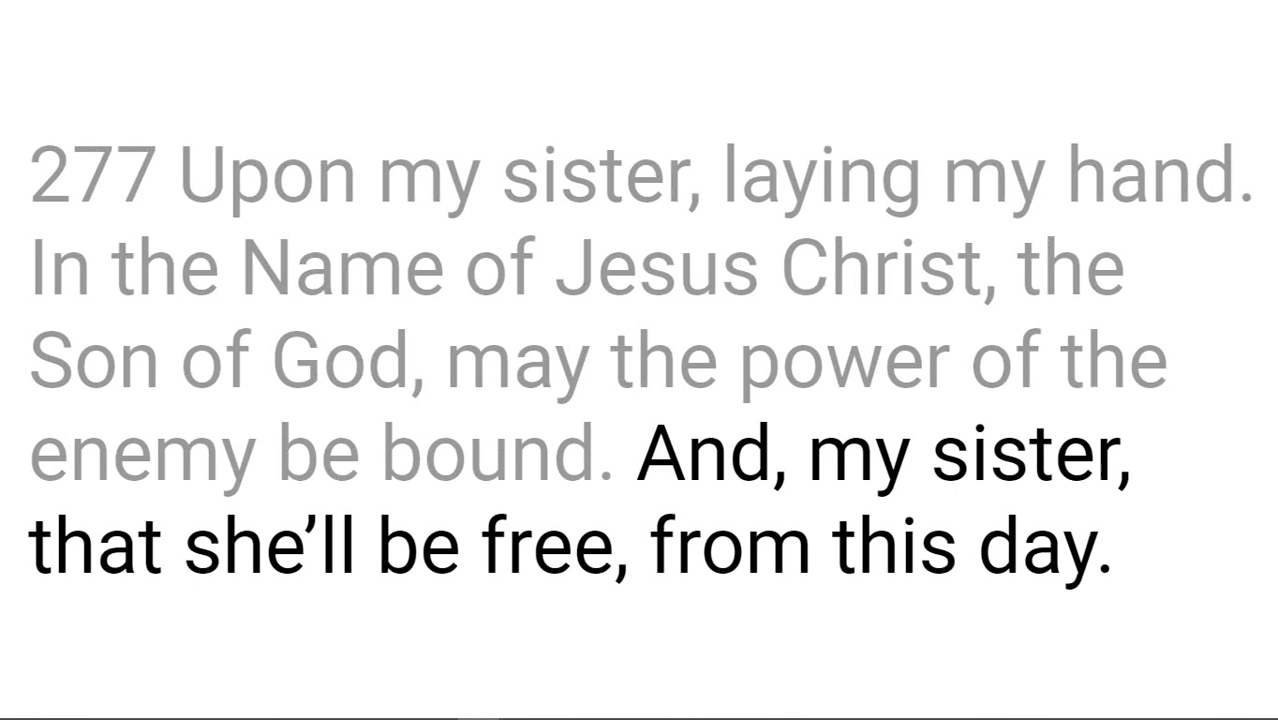 277 Upon my sister, laying my hand.
In the Name of Jesus Christ, the
Son of God, may the power of the
enemy be bound. And, my sister,
that she’ll be free, from this day.